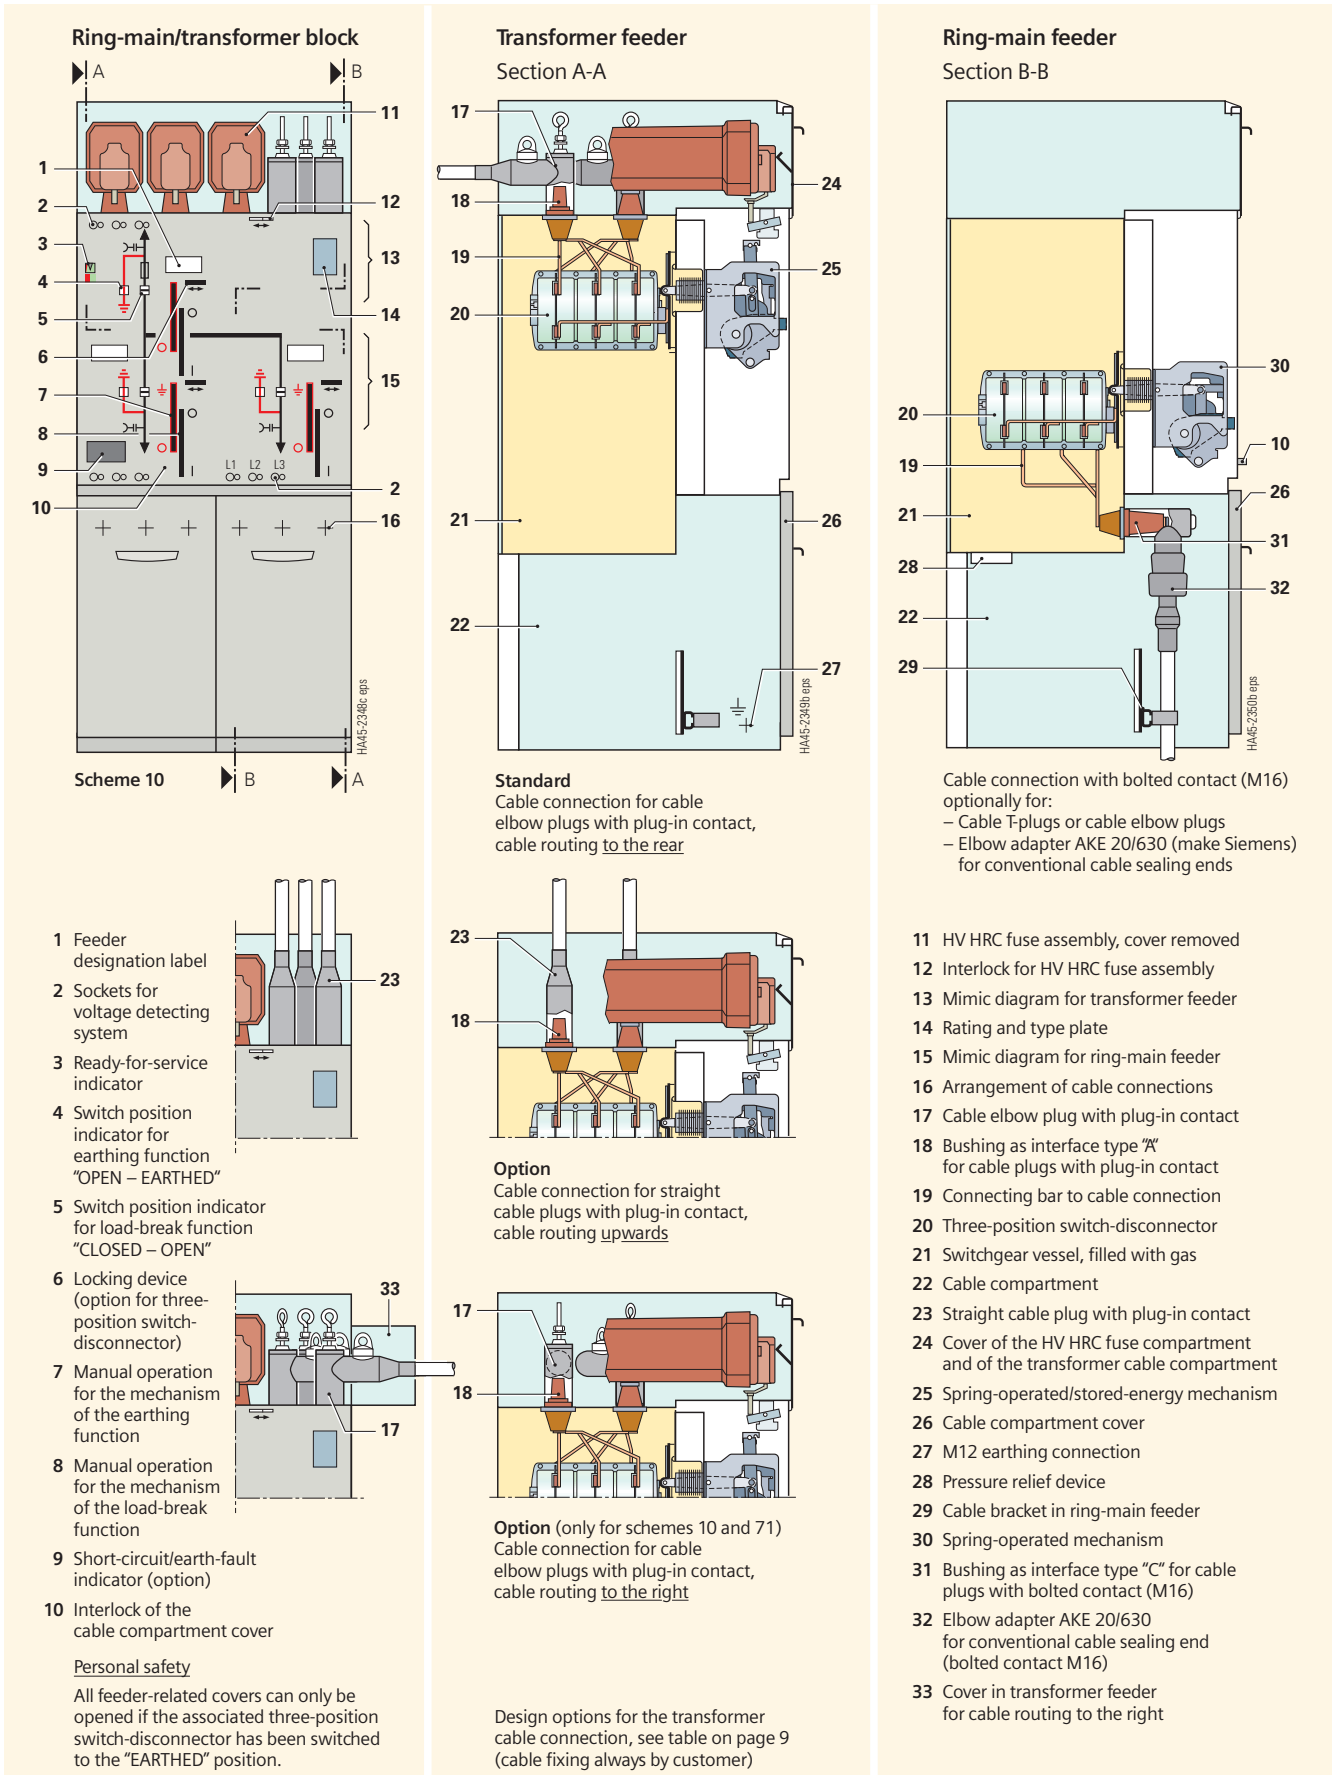 Ring-main/transformer block
A
B
11
1
2
12
3
13
4
5
14
6
15
7
8
9
L1 L2 L3
2
10
16
HA45-2348c eps
Scheme 10
B
A
23
1 Feeder
designation label
2 Sockets for
voltage detecting
system
3 Ready-for-service
indicator
4 Switch position
indicator for
earthing function
“OPEN – EARTHED“
5 Switch position indicator
for load-break function
“CLOSED – OPEN”
33
17
6 Locking device
(option for three-
position switch-
disconnector)
7 Manual operation
for the mechanism
of the earthing
function
8 Manual operation
for the mechanism
of the load-break
function
9 Short-circuit/earth-fault
indicator (option)
10 Interlock of the
cable compartment cover
Personal safety
All feeder-related covers can only be
opened if the associated three-position
switch-disconnector has been switched
to the “EARTHED” position.
Transformer feeder
Section A-A
17
24
18
19
25
20
21
26
22
27
HA45-2349b eps
Standard
Cable connection for cable
elbow plugs with plug-in contact,
cable routing to the rear
23
18
Option
Cable connection for straight
cable plugs with plug-in contact,
cable routing upwards
17
18
Option (only for schemes 10 and 71)
Cable connection for cable
elbow plugs with plug-in contact,
cable routing to the right
Design options for the transformer
cable connection, see table on page 9
(cable fixing always by customer)
Ring-main feeder
Section B-B
30
20
10
19
26
21
31
28
32
22
29
HA45-2350b eps
Cable connection with bolted contact (M16)
optionally for:
– Cable T-plugs or cable elbow plugs
– Elbow adapter AKE 20/630 (make Siemens)
for conventional cable sealing ends
11 HV HRC fuse assembly, cover removed
12 Interlock for HV HRC fuse assembly
13 Mimic diagram for transformer feeder
14 Rating and type plate
15 Mimic diagram for ring-main feeder
16 Arrangement of cable connections
17 Cable elbow plug with plug-in contact
18 Bushing as interface type “A“
for cable plugs with plug-in contact
19 Connecting bar to cable connection
20 Three-position switch-disconnector
21 Switchgear vessel, filled with gas
22 Cable compartment
23 Straight cable plug with plug-in contact
24 Cover of the HV HRC fuse compartment
and of the transformer cable compartment
25 Spring-operated/stored-energy mechanism
26 Cable compartment cover
27 M12 earthing connection
28 Pressure relief device
29 Cable bracket in ring-main feeder
30 Spring-operated mechanism
31 Bushing as interface type “C“ for cable
plugs with bolted contact (M16)
32 Elbow adapter AKE 20/630
for conventional cable sealing end
(bolted contact M16)
33 Cover in transformer feeder
for cable routing to the right